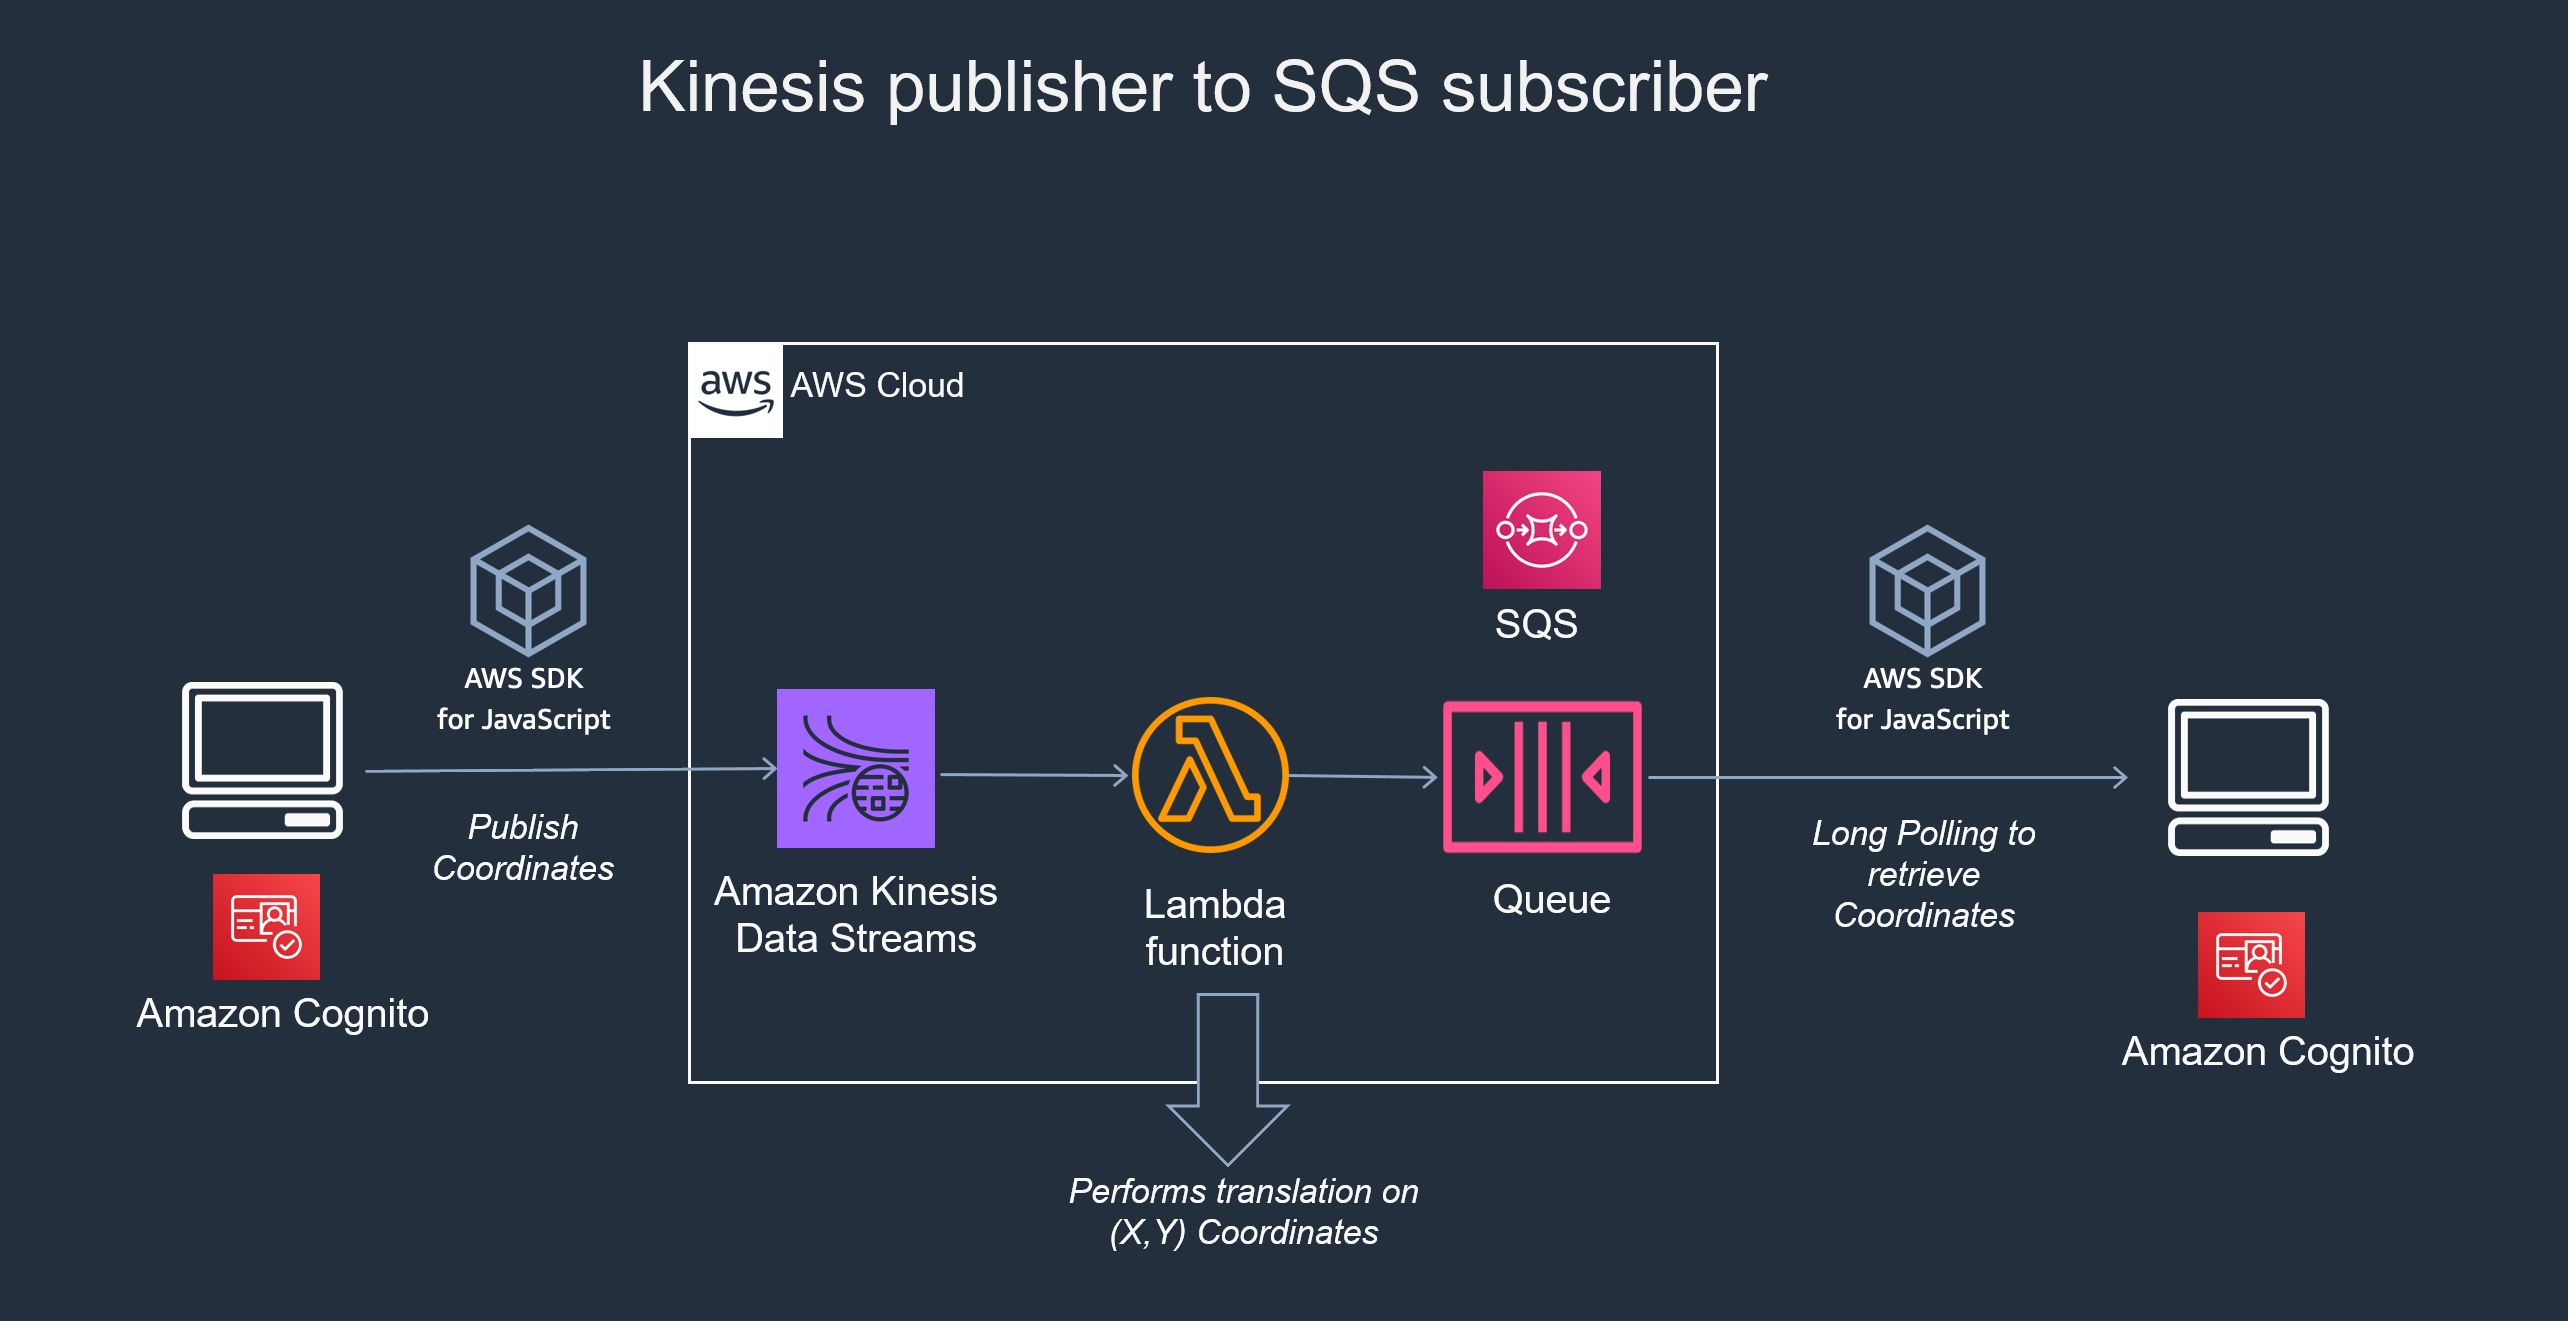 Kinesis publisher to SQS subscriber
aws
AWS Cloud
SQS
AWS SDK
for JavaScript
AWS SDK
for JavaScript
Publish
Coordinates
Long Polling to
retrieve
Coordinates
Amazon Kinesis
Data Streams
Lambda
function
Queue
Amazon Cognito
Amazon Cognito
Performs translation on
(X,Y) Coordinates